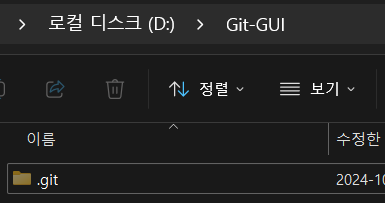 로컬 디스크 (D:) Git-GUI
정렬 보기
이름 수정한
.git 2024-10